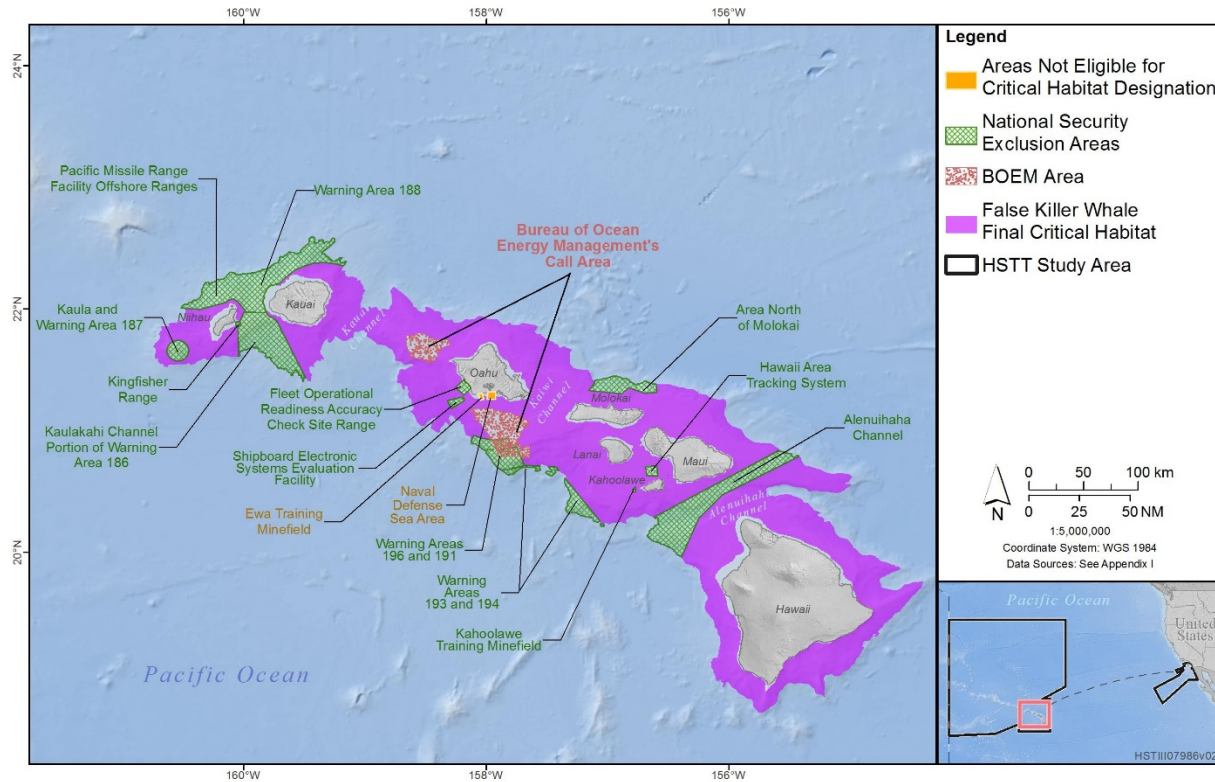 160°W
158°W
156°W
24°N
22°N
20°N
Pacific Missile Range
Facility Offshore Ranges
Warning Area 188
Bureau of Ocean
Energy Management's
Call Area
Kaula and
Warning Area 187
Niihau
Kauai
Kauai
Channel
Area North
of Molokai
Kingfisher
Range
Oahu
Hawaii Area
Tracking System
Fleet Operational
Readiness Accuracy
Check Site Range
Kaiwi
Channel
Molokai
Kaulakahi Channel
Portion of Warning
Area 186
Alenuihaha
Channel
Shipboard Electronic
Systems Evaluation
Facility
Lanai
Maui
Kahoolawe
Ewa Training
Minefield
Naval
Defense
Sea Area
Alenuihaha
Channel
Warning Areas
196 and 191
Warning
Areas
193 and 194
Hawaii
Kahoolawe
Training Minefield
Pacific Ocean
160°W
158°W
156°W
Legend
Areas Not Eligible for
Critical Habitat Designation
National Security
Exclusion Areas
BOEM Area
False Killer Whale
Final Critical Habitat
HSTT Study Area
N
0 50 100 km
0 25 50 NM
1:5,000,000
Coordinate System: WGS 1984
Data Sources: See Appendix I
Pacific Ocean
United
States
HSTIII07986v02